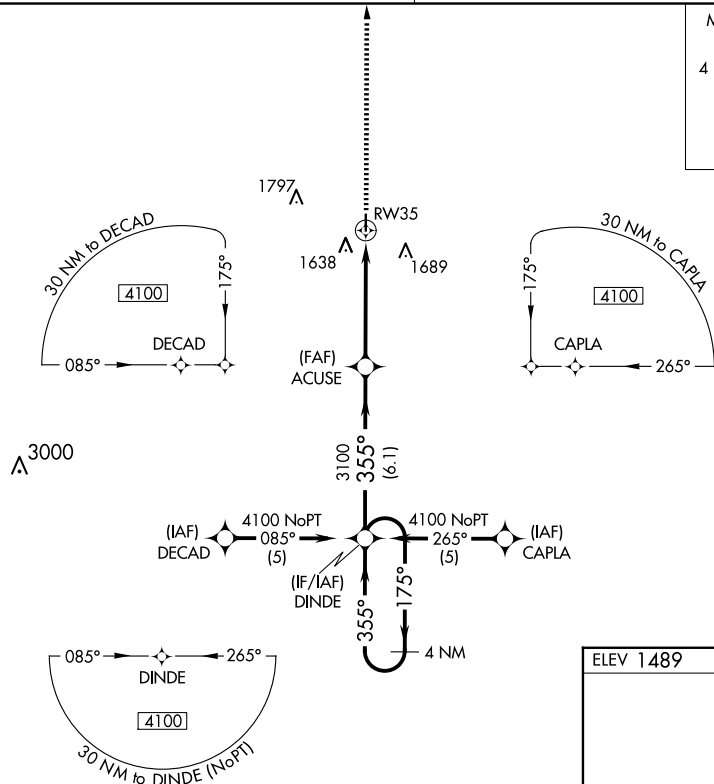 M
4
1797
RW35
1638
1689
30 NM to DECAD
175°
4100
DECAD
085°
30 NM to CAPLA
175°
4100
CAPLA
265°
(FAF)
ACUSE
3000
3100
355°
(6.1)
(IAF)
DECAD
4100 NoPT
085°
(5)
4100 NoPT
265°
(5)
(IAF)
CAPLA
(IF/IAF)
DINDE
355°
175°
4 NM
085°
265°
DINDE
4100
30 NM to DINDE (NoPT)
ELEV 1489